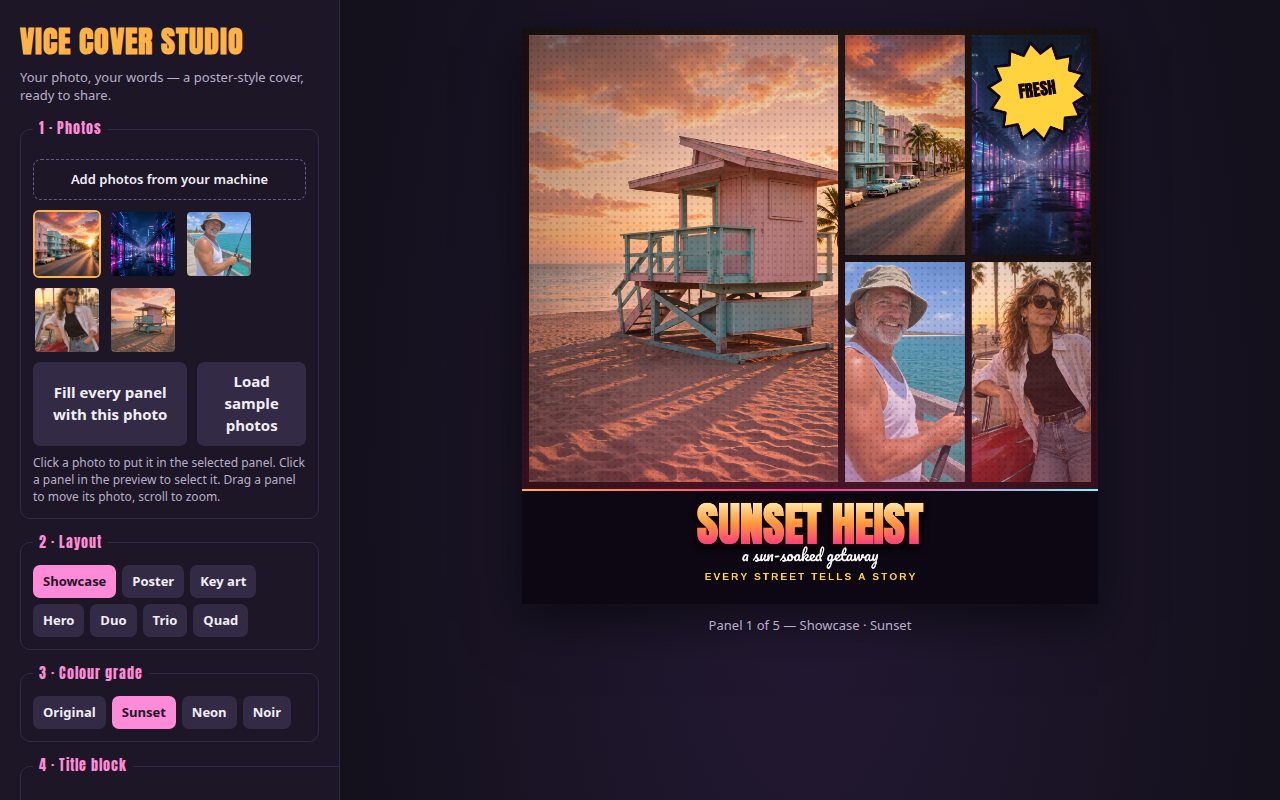 VICE COVER STUDIO
Your photo, your words — a poster-style cover,
ready to share.
1 · Photos
Add photos from your machine
Fill every panel
with this photo
Load
sample
photos
Click a photo to put it in the selected panel. Click
a panel in the preview to select it. Drag a panel
to move its photo, scroll to zoom.
2 · Layout
Showcase
Poster
Key art
Hero
Duo
Trio
Quad
3 · Colour grade
Original
Sunset
Neon
Noir
4 · Title block
FRESH
SUNSET HEIST
a sun-soaked getaway
EVERY STREET TELLS A STORY
Panel 1 of 5 — Showcase · Sunset